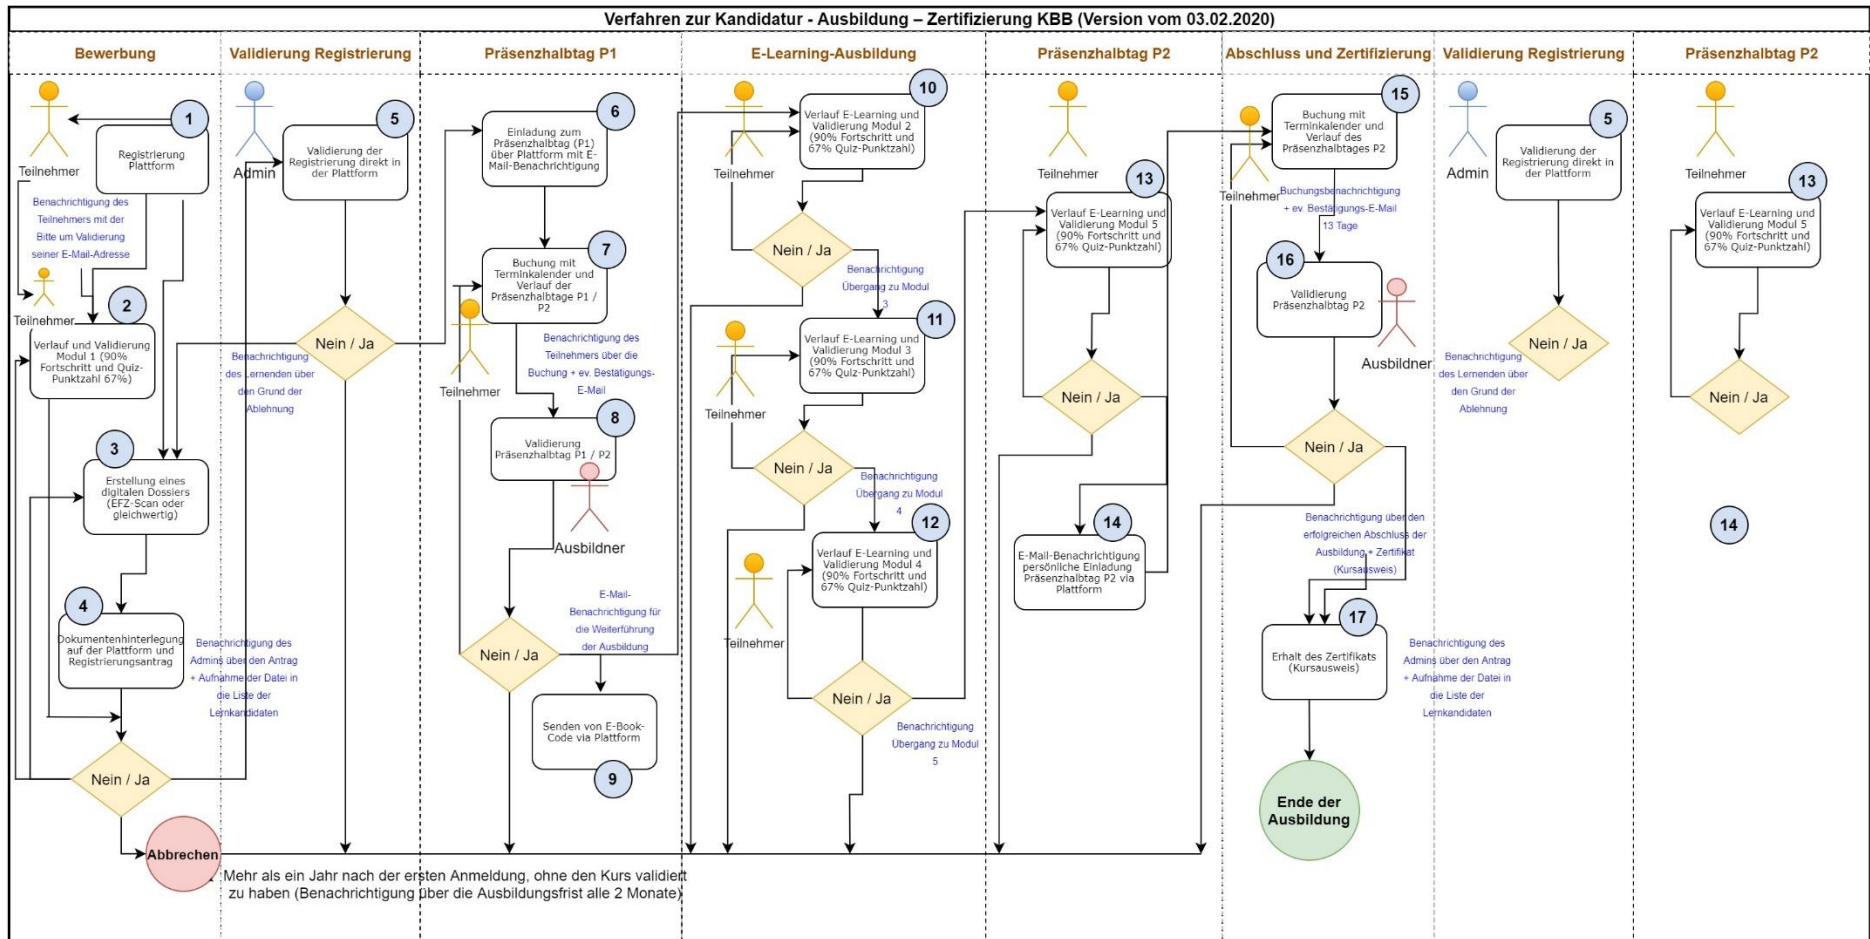 Verfahren zur Kandidatur - Ausbildung – Zertifizierung KBB (Version vom 03.02.2020)
Bewerbung
1
Registrierung
Plattform
Teilnehmer
Benachrichtigung des
Teilnehmers mit der
Bitte um Validierung
seiner E-Mail-Adresse
Teilnehmer
2
Verlauf und Validierung
Modul 1 (90%
Fortschritt und Quiz-
Punktzahl 67%)
3
Erstellung eines
digitalen Dossiers
(EFZ-Scan oder
gleichwertig)
4
Dokumentenhinterlegung
auf der Plattform und
Registrierungsantrag
Benachrichtigung des
Admins über den Antrag
+ Aufnahme der Datei in
die Liste der
Lernkandidaten
Nein / Ja
Abbrechen
Mehr als ein Jahr nach der ersten Anmeldung, ohne den Kurs validiert
zu haben (Benachrichtigung über die Ausbildungsfrist alle 2 Monate)
Validierung Registrierung
5
Validierung der
Registrierung direkt in
der Plattform
Admin
Nein / Ja
Benachrichtigung
des Lernenden über
den Grund der
Ablehnung
Präsenzhalbtag P1
6
Einladung zum
Präsenzhalbtag (P1)
über Plattform mit E-
Mail-Benachrichtigung
7
Buchung mit
Terminkalender und
Verlauf der
Präsenzhalbtage P1 /
P2
Teilnehmer
Benachrichtigung des
Teilnehmers über die
Buchung + ev. Bestätigungs-
E-Mail
8
Validierung
Präsenzhalbtag P1 / P2
Ausbildner
E-Mail-
Benachrichtigung für
die Weiterführung
der Ausbildung
Nein / Ja
Senden von E-Book-
Code via Plattform
9
E-Learning-Ausbildung
10
Verlauf E-Learning und
Validierung Modul 2
(90% Fortschritt und
67% Quiz-Punktzahl)
Teilnehmer
Nein / Ja
Benachrichtigung
Übergang zu Modul
3
11
Verlauf E-Learning und
Validierung Modul 3
(90% Fortschritt und
67% Quiz-Punktzahl)
Teilnehmer
Nein / Ja
Benachrichtigung
Übergang zu Modul
4
12
Verlauf E-Learning und
Validierung Modul 4
(90% Fortschritt und
67% Quiz-Punktzahl)
Teilnehmer
Nein / Ja
Benachrichtigung
Übergang zu Modul
5
Präsenzhalbtag P2
Teilnehmer
13
Verlauf E-Learning und
Validierung Modul 5
(90% Fortschritt und
67% Quiz-Punktzahl)
Nein / Ja
14
E-Mail-Benachrichtigung
persönliche Einladung
Präsenzhalbtag P2 via
Plattform
Abschluss und Zertifizierung
15
Buchung mit
Terminkalender und
Verlauf des
Präsenzhalbtages P2
Teilnehmer
Buchungsbenachrichtigung
+ ev. Bestätigungs-E-Mail
13 Tage
16
Validierung
Präsenzhalbtag P2
Ausbildner
Nein / Ja
Benachrichtigung über den
erfolgreichen Abschluss der
Ausbildung + Zertifikat
(Kursausweis)
17
Erhalt des Zertifikats
(Kursausweis)
Ende der
Ausbildung
Validierung Registrierung
5
Validierung der
Registrierung direkt in
der Plattform
Admin
Nein / Ja
Benachrichtigung
des Lernenden über
den Grund der
Ablehnung
Benachrichtigung des
Admins über den Antrag
+ Aufnahme der Datei in
die Liste der
Lernkandidaten
Präsenzhalbtag P2
Teilnehmer
13
Verlauf E-Learning und
Validierung Modul 5
(90% Fortschritt und
67% Quiz-Punktzahl)
Nein / Ja
14